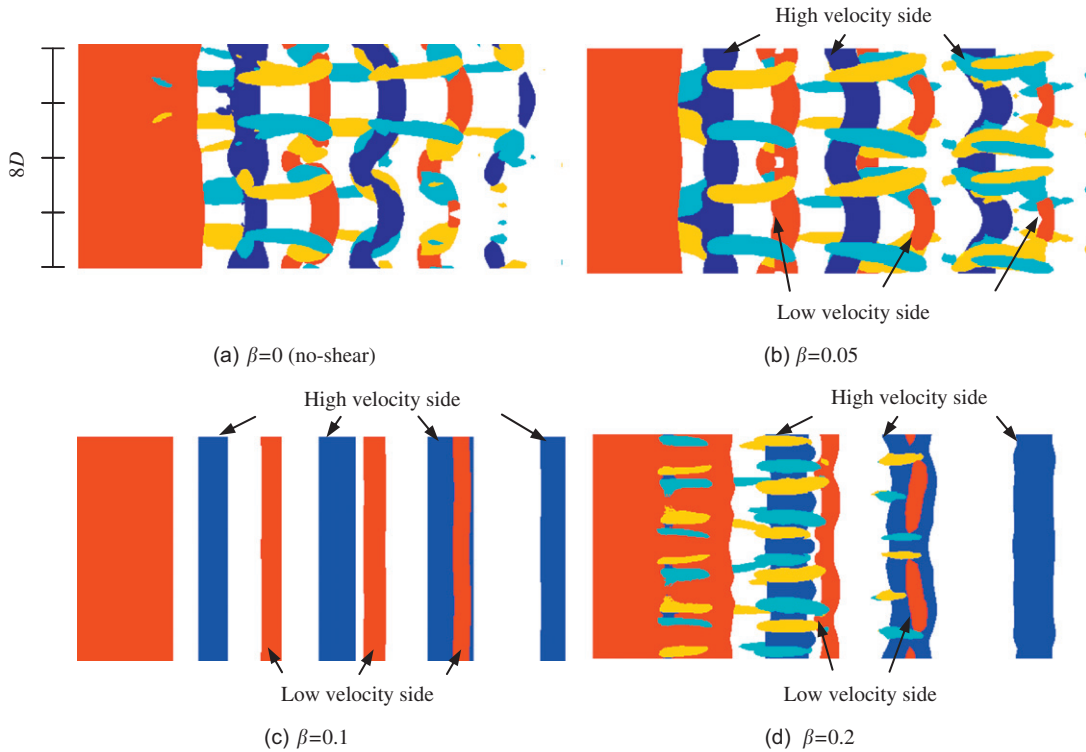 8D
High velocity side
Low velocity side
(a) β=0 (no-shear)
(b) β=0.05
High velocity side
Low velocity side
(c) β=0.1
High velocity side
Low velocity side
(d) β=0.2